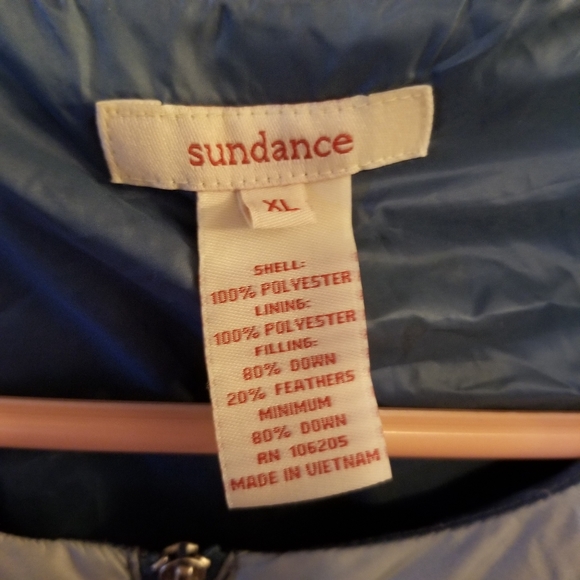 sundance
XL
SHELL:
100% POLYESTER
LINING:
100% POLYESTER
FILLING:
80% DOWN
20% FEATHERS
MINIMUM
80% DOWN
RN 106205
MADE IN VIETNAM